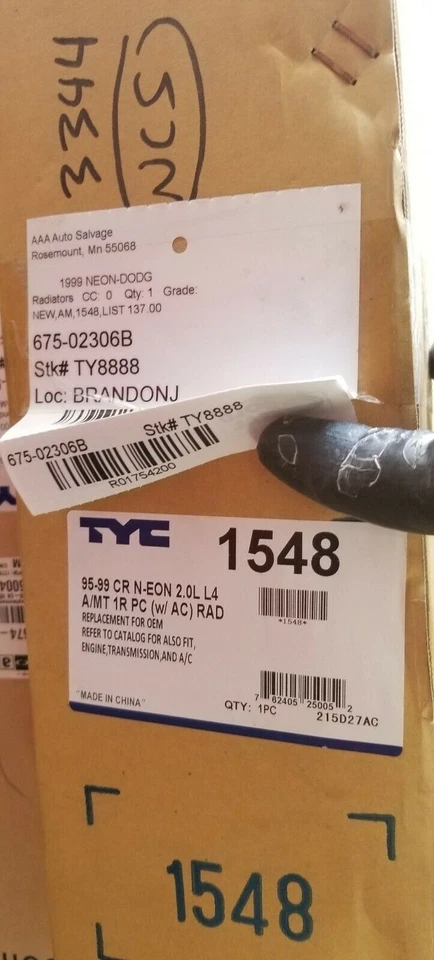 3344
SUN
AAA Auto Salvage
Rosemount, Mn 55068
1999 NEON-DODG
Radiators CC: 0 Qty: 1 Grade:
NEW,AM,1548,LIST 137.00
675-02306B
Stk# TY8888
Loc: BRANDONJ
675-02306B Stk# TY8888
R01754200
TYC 1548
95-99 CR N-EON 2.0L L4
A/MT 1R PC (w/ AC) RAD
*1548*
REPLACEMENT FOR OEM
REFER TO CATALOG FOR ALSO FIT,
ENGINE,TRANSMISSION,AND A/C
"MADE IN CHINA"
QTY: 1PC
7 62405 25005 2
215D27AC
1548